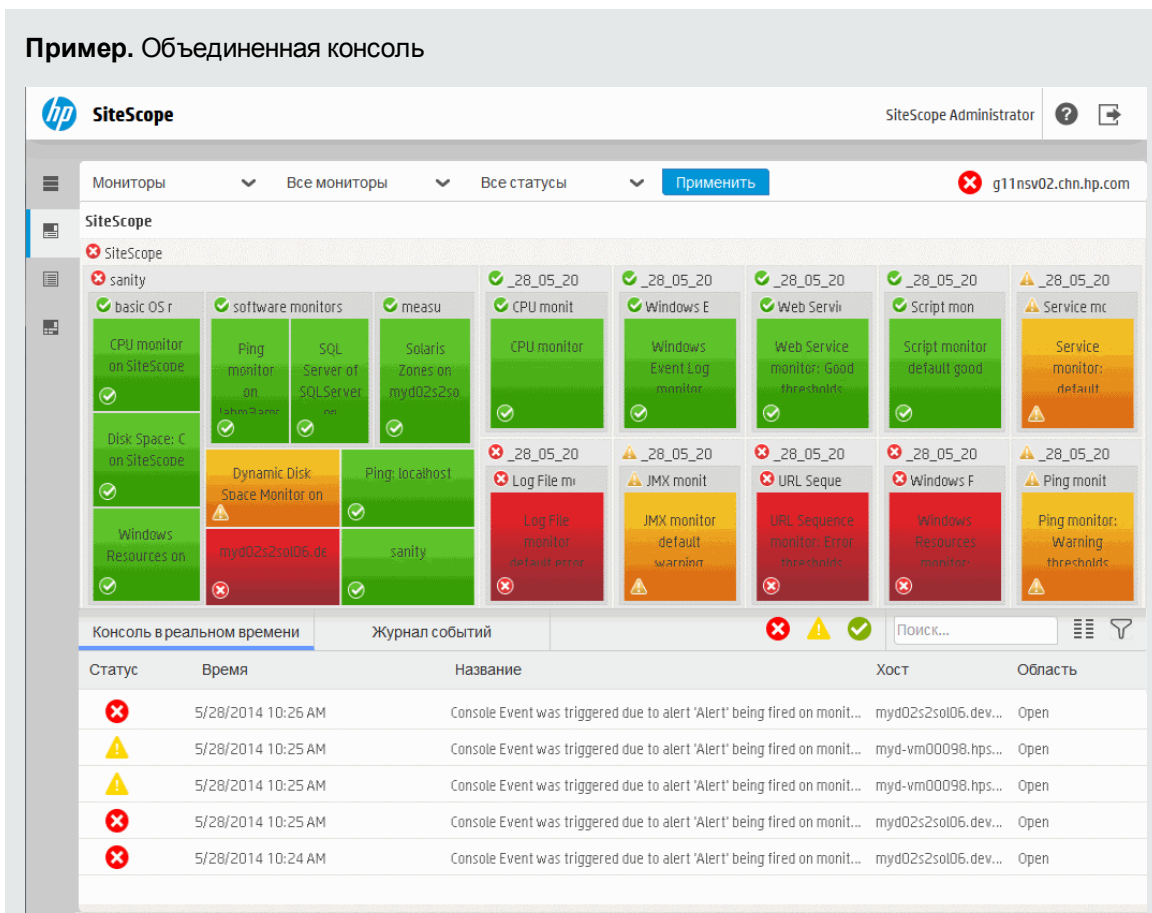 Пример. Объединенная консоль
hp SiteScope
SiteScope Administrator
Мониторы
Все мониторы
Все статусы
Применить
g11nsv02.chn.hp.com
SiteScope
SiteScope
sanity
_28_05_20
_28_05_20
_28_05_20
_28_05_20
_28_05_20
basic OS r
software monitors
measu
CPU monit
Windows E
Web Servi
Script mon
Service mc
CPU monitor
on SiteScope
Ping
monitor
on
SQL
Server of
SQLServer
on
Solaris
Zones on
myd02s2so
CPU monitor
Windows
Event Log
monitor
Web Service
monitor: Good
thresholds
Script monitor
default good
Service
monitor:
default
Disk Space: C
on SiteScope
Dynamic Disk
Space Monitor on
Ping: localhost
_28_05_20
_28_05_20
_28_05_20
_28_05_20
_28_05_20
Log File m
JMX monit
URL Seque
Windows F
Ping monit
Windows
Resources on
myd02s2sol06.de
sanity
Log File
monitor
default error
JMX monitor
default
warning
URL Sequence
monitor: Error
thresholds
Windows
Resources
monitor:
Ping monitor:
Warning
thresholds
Консоль в реальном времени
Журнал событий
Поиск...
Статус Время Название Хост Область
5/28/2014 10:26 AM Console Event was triggered due to alert 'Alert' being fired on monit... myd02s2sol06.dev... Open
5/28/2014 10:25 AM Console Event was triggered due to alert 'Alert' being fired on monit... myd-vm00098.hps... Open
5/28/2014 10:25 AM Console Event was triggered due to alert 'Alert' being fired on monit... myd-vm00098.hps... Open
5/28/2014 10:25 AM Console Event was triggered due to alert 'Alert' being fired on monit... myd02s2sol06.dev... Open
5/28/2014 10:24 AM Console Event was triggered due to alert 'Alert' being fired on monit... myd02s2sol06.dev... Open